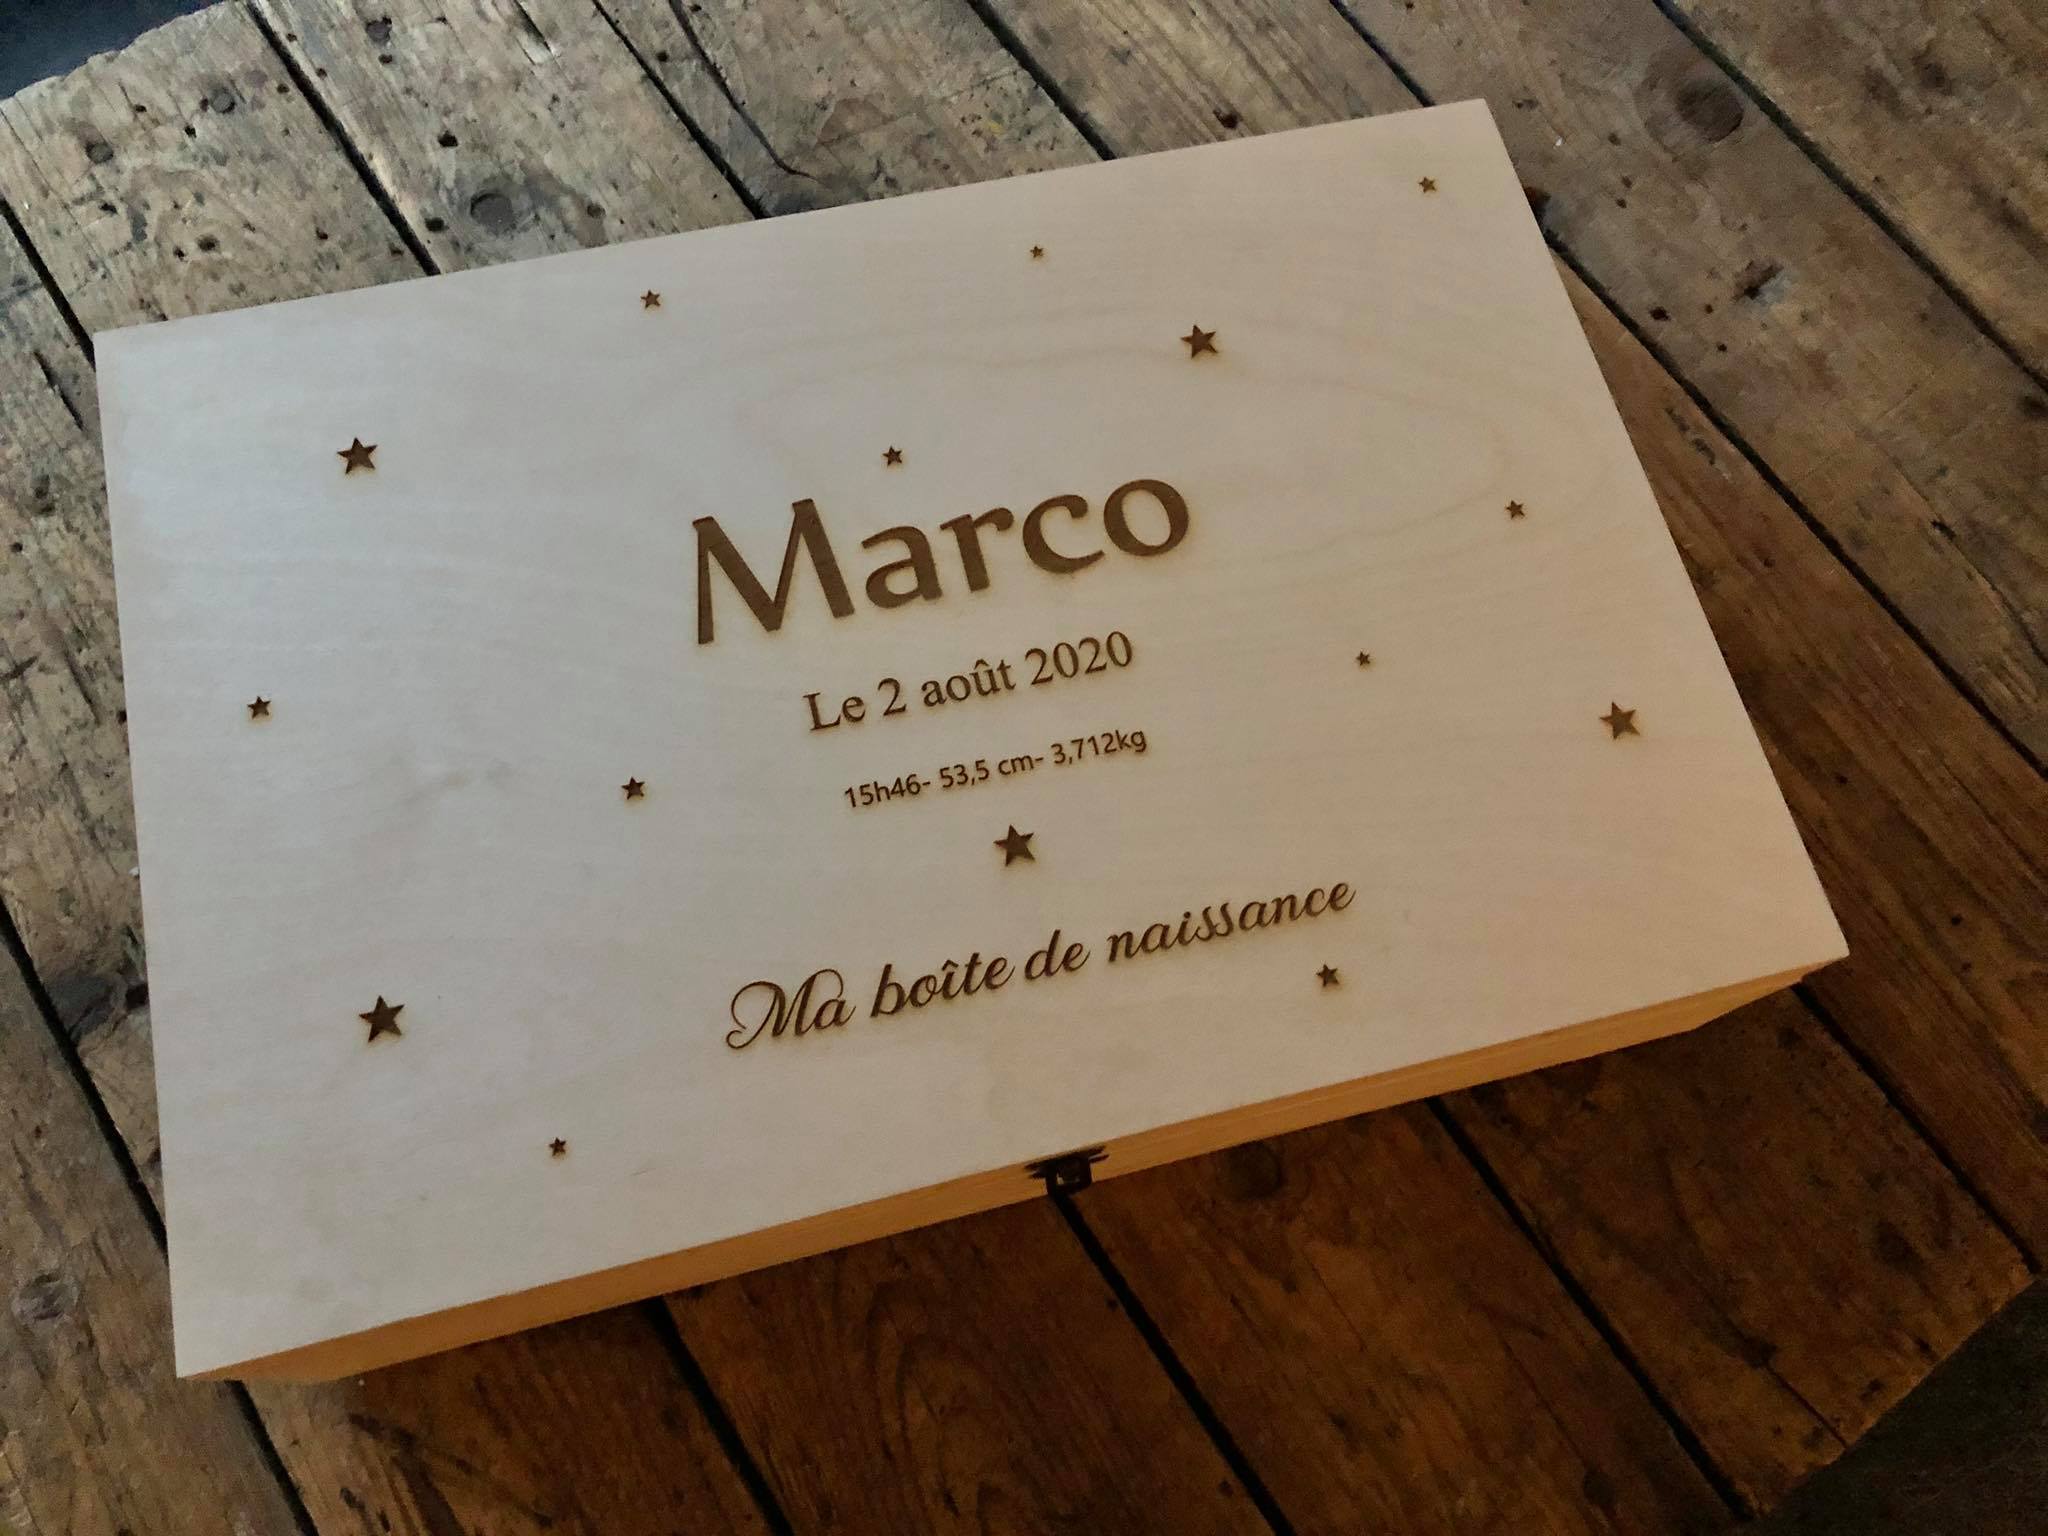 Marco
Le 2 août 2020
15h46- 53,5 cm- 3,712kg
Ma boîte de naissance